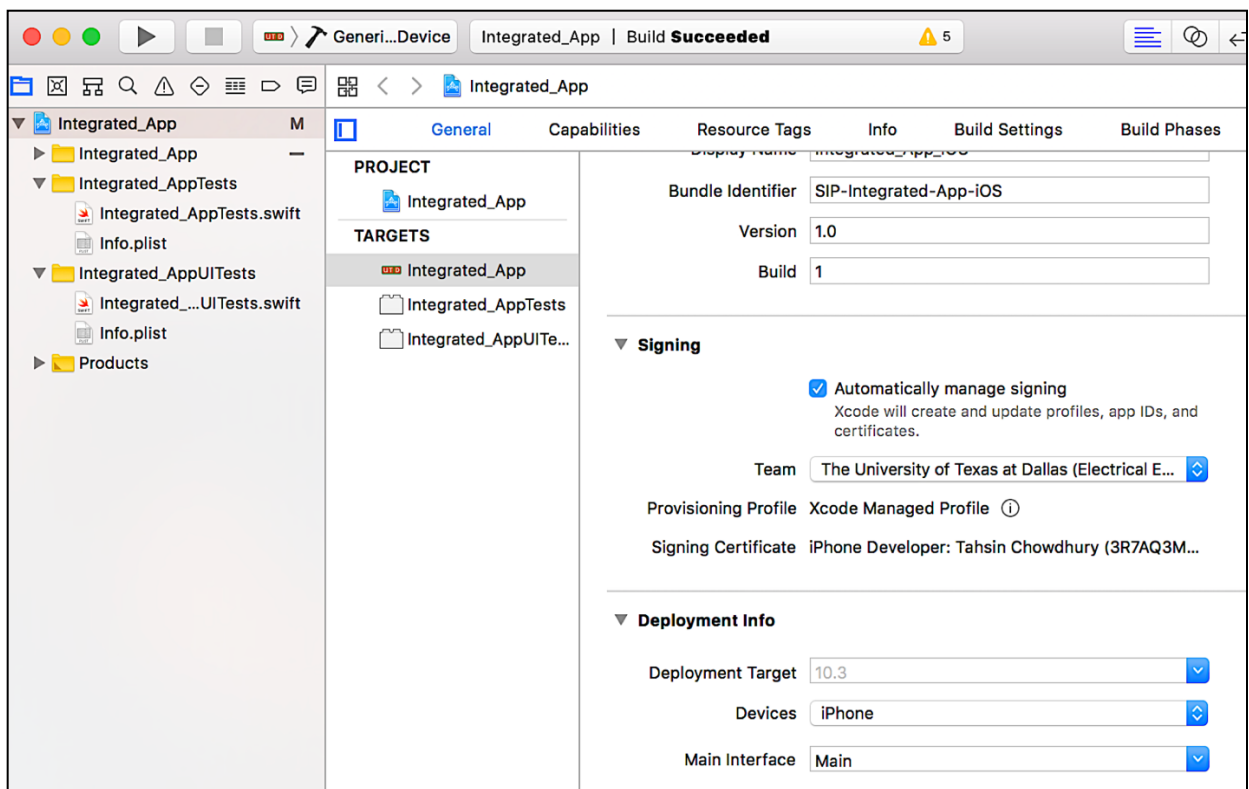 Generi...Device
Integrated_App | Build Succeeded
5
Integrated_App
General
Capabilities
Resource Tags
Info
Build Settings
Build Phases
Integrated_App M
Integrated_App
Integrated_AppTests
Integrated_AppTests.swift
Info.plist
Integrated_AppUITests
Integrated_...UITests.swift
Info.plist
Products
PROJECT
Integrated_App
TARGETS
UTD Integrated_App
Integrated_AppTests
Integrated_AppUITe...
Display Name Integrated_App_iOS
Bundle Identifier SIP-Integrated-App-iOS
Version 1.0
Build 1
Signing
Automatically manage signing
Xcode will create and update profiles, app IDs, and
certificates.
Team The University of Texas at Dallas (Electrical E...
Provisioning Profile Xcode Managed Profile
Signing Certificate iPhone Developer: Tahsin Chowdhury (3R7AQ3M...
Deployment Info
Deployment Target 10.3
Devices iPhone
Main Interface Main